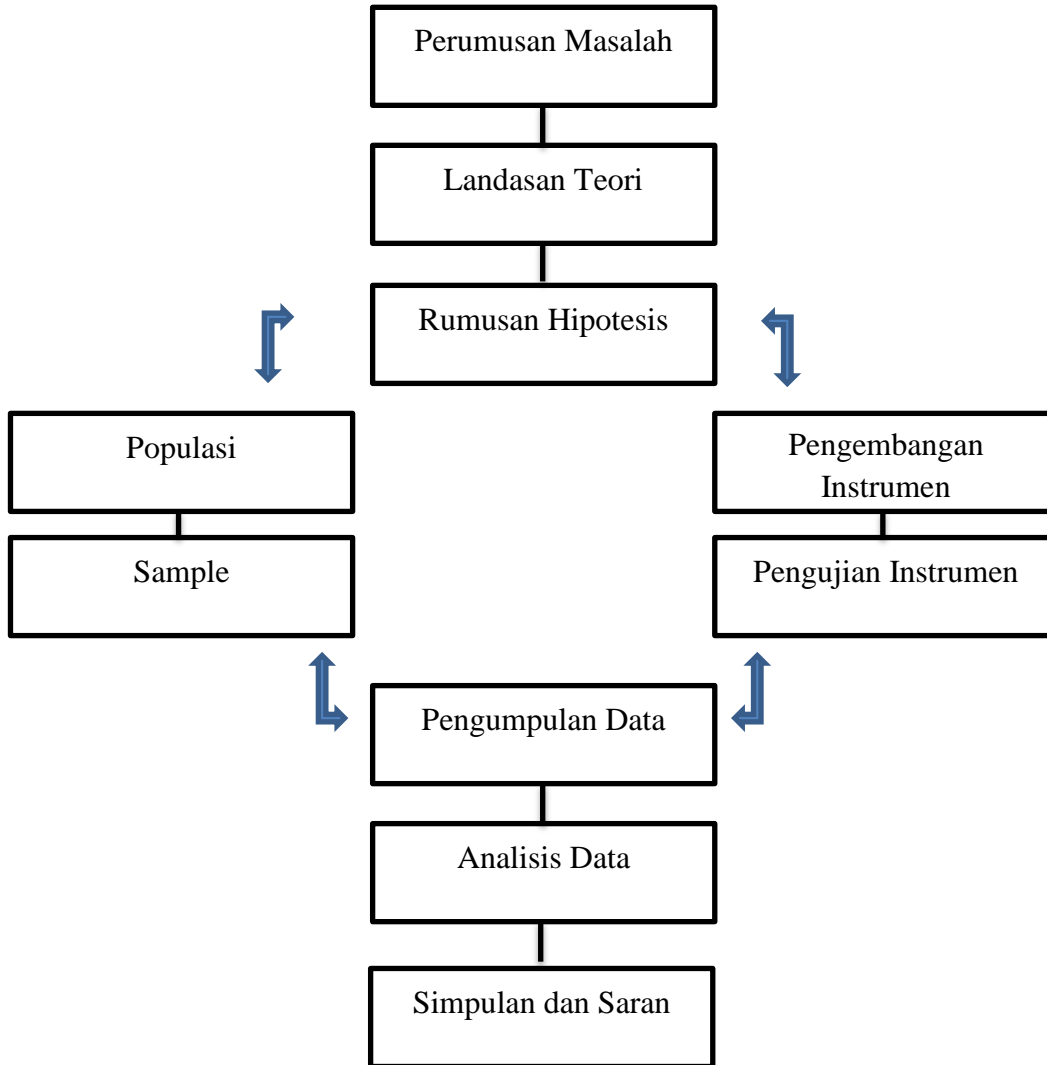 Perumusan Masalah
Landasan Teori
Rumusan Hipotesis
Populasi
Pengembangan
Instrumen
Sample
Pengujian Instrumen
Pengumpulan Data
Analisis Data
Simpulan dan Saran